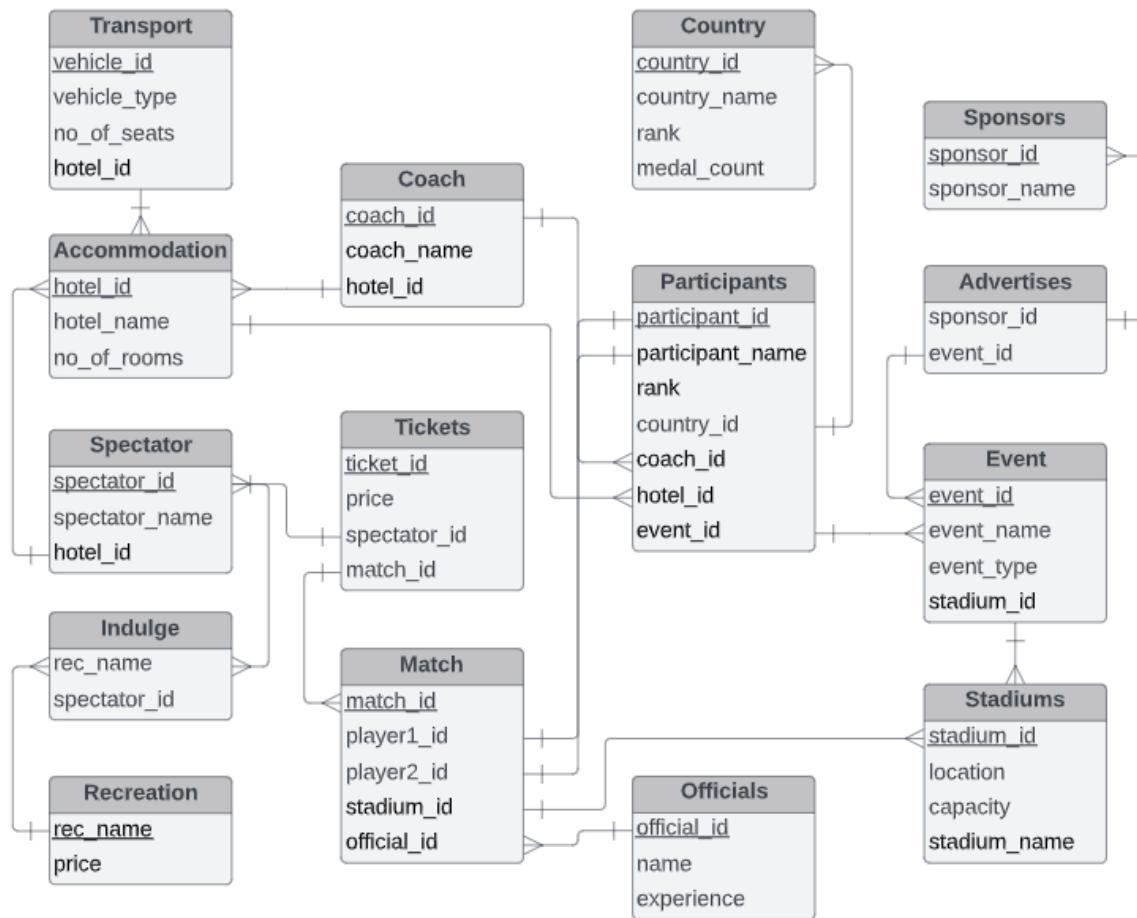 Transport
vehicle_id
vehicle_type
no_of_seats
hotel_id
Country
country_id
country_name
rank
medal_count
Sponsors
sponsor_id
sponsor_name
Coach
coach_id
coach_name
hotel_id
Accommodation
hotel_id
hotel_name
no_of_rooms
Participants
participant_id
participant_name
rank
country_id
coach_id
hotel_id
event_id
Advertises
sponsor_id
event_id
Spectator
spectator_id
spectator_name
hotel_id
Tickets
ticket_id
price
spectator_id
match_id
Event
event_id
event_name
event_type
stadium_id
Indulge
rec_name
spectator_id
Match
match_id
player1_id
player2_id
stadium_id
official_id
Stadiums
stadium_id
location
capacity
stadium_name
Recreation
rec_name
price
Officials
official_id
name
experience